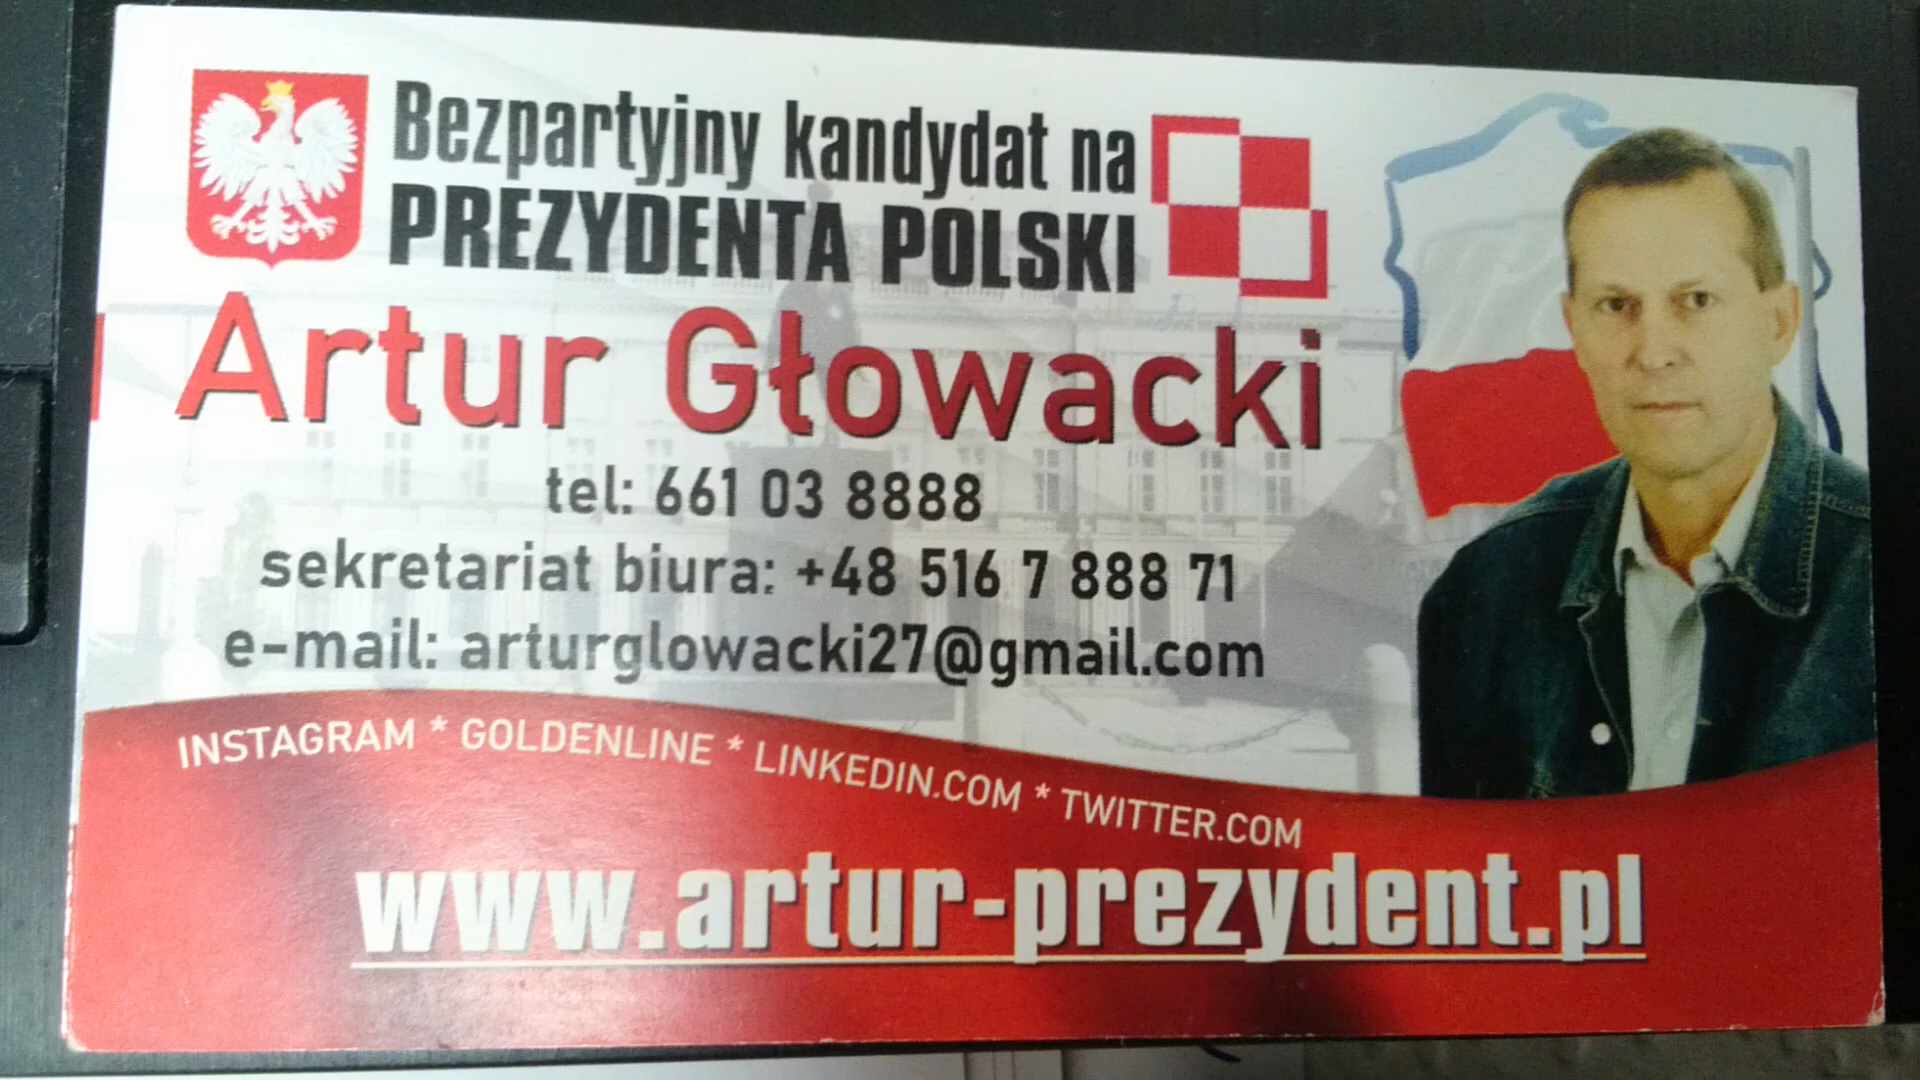 Bezpartyjny kandydat na
PREZYDENTA POLSKI
Artur Głowacki
tel: 661 03 8888
sekretariat biura: +48 516 7 888 71
e-mail: arturglowacki27@gmail.com
INSTAGRAM * GOLDENLINE * LINKEDIN.COM * TWITTER.COM
www.artur-prezydent.pl